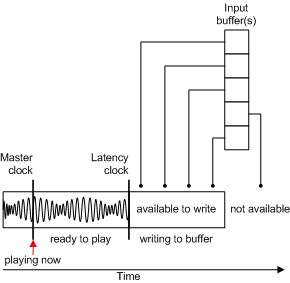 Input
buffer(s)
Master
clock
Latency
clock
available to write
not available
ready to play
writing to buffer
playing now
Time